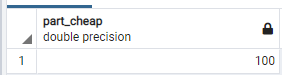 part_cheap
double precision
1 100